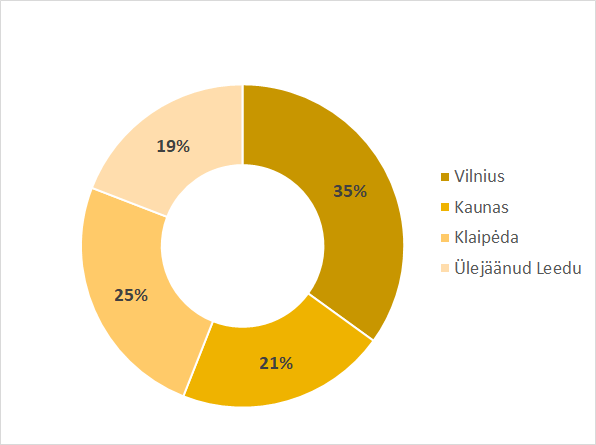 19%
35%
25%
21%
Vilnius
Kaunas
Klaipėda
Ülejäänud Leedu